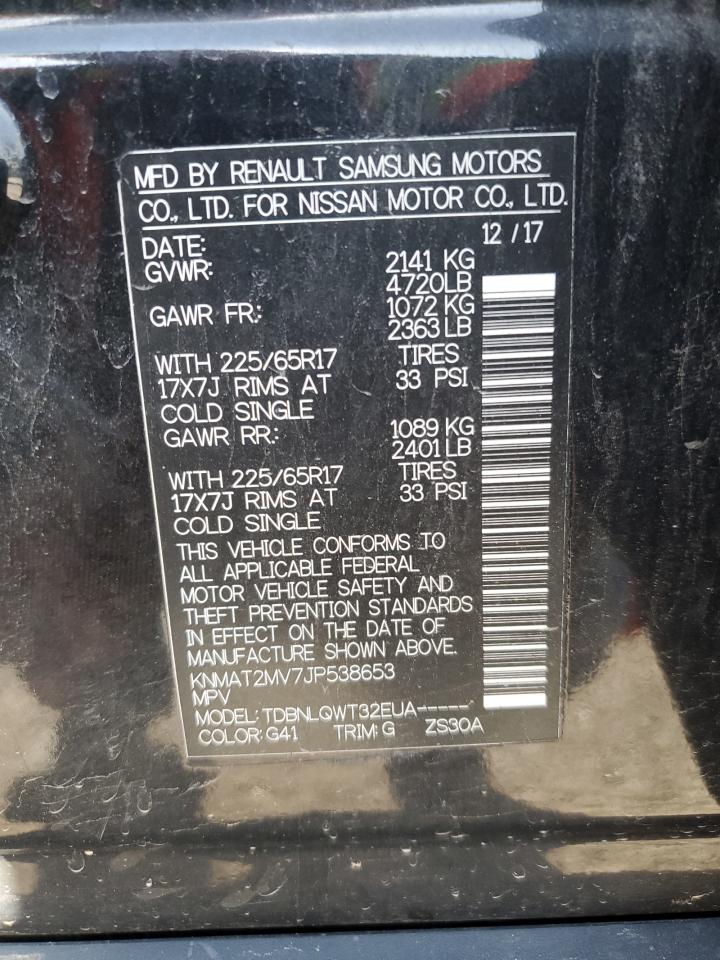 MFD BY RENAULT SAMSUNG MOTORS
CO., LTD. FOR NISSAN MOTOR CO., LTD.
DATE: 12 / 17
GVWR: 2141 KG
4720LB
GAWR FR.: 1072 KG
2363 LB
WITH 225/65R17 TIRES
17X7J RIMS AT 33 PSI
COLD SINGLE
GAWR RR.: 1089 KG
2401 LB
WITH 225/65R17 TIRES
17X7J RIMS AT 33 PSI
COLD SINGLE
THIS VEHICLE CONFORMS TO
ALL APPLICABLE FEDERAL
MOTOR VEHICLE SAFETY AND
THEFT PREVENTION STANDARDS
IN EFFECT ON THE DATE OF
MANUFACTURE SHOWN ABOVE.
KNMAT2MV7JP538653
MPV
MODEL: TDBNLQWT32EUA-----
COLOR: G41 TRIM: G ZS30A